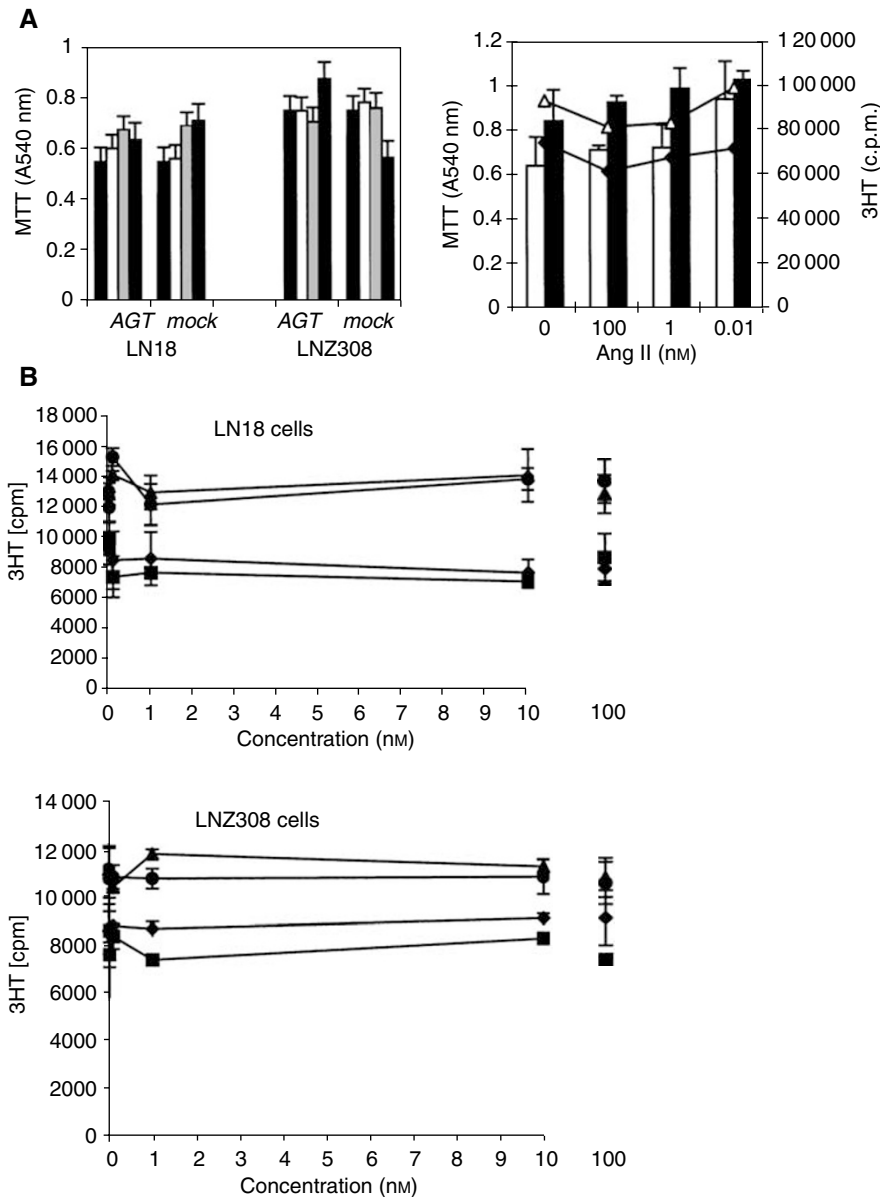 A
MTT (A540 nm)
1
0.8
0.6
0.4
0.2
0
AGT mock AGT mock
LN18 LNZ308
MTT (A540 nm)
1.2
1
0.8
0.6
0.4
0.2
0
120 000
100 000
80 000
60 000
40 000
20 000
0
3HT (c.p.m.)
0 100 1 0.01
Ang II (nM)
B
LN18 cells
3HT [cpm]
18 000
16 000
14 000
12 000
10 000
8000
6000
4000
2000
0
0 1 2 3 4 5 6 7 8 9 10 100
Concentration (nM)
LNZ308 cells
3HT [cpm]
14 000
12 000
10 000
8000
6000
4000
2000
0
0 1 2 3 4 5 6 7 8 9 10 100
Concentration (nM)